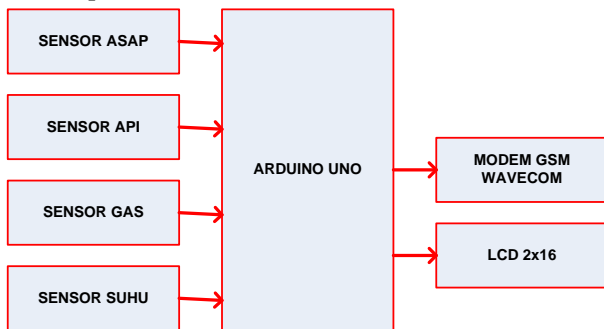 SENSOR ASAP
SENSOR API
SENSOR GAS
SENSOR SUHU
ARDUINO UNO
MODEM GSM
WAVECOM
LCD 2x16